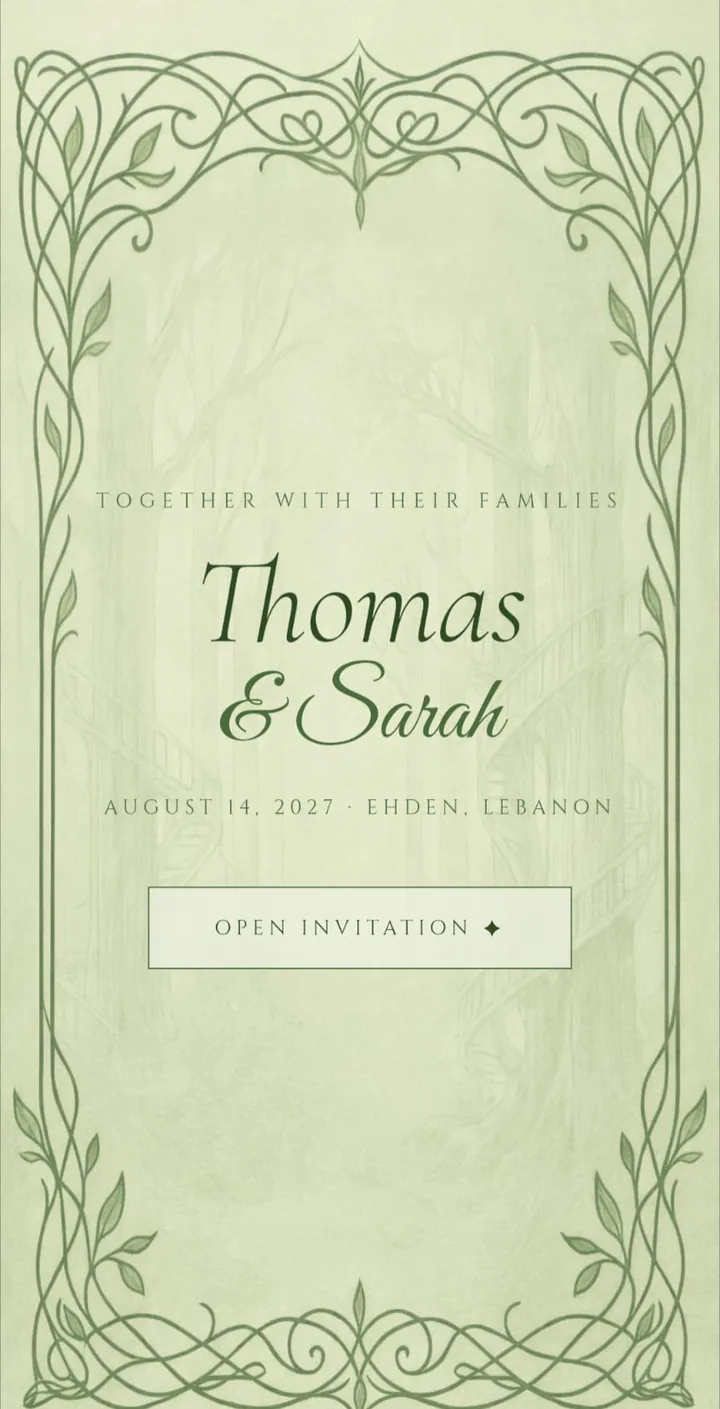 TOGETHER WITH THEIR FAMILIES
Thomas
& Sarah
AUGUST 14, 2027 · EHDEN, LEBANON
OPEN INVITATION ✦